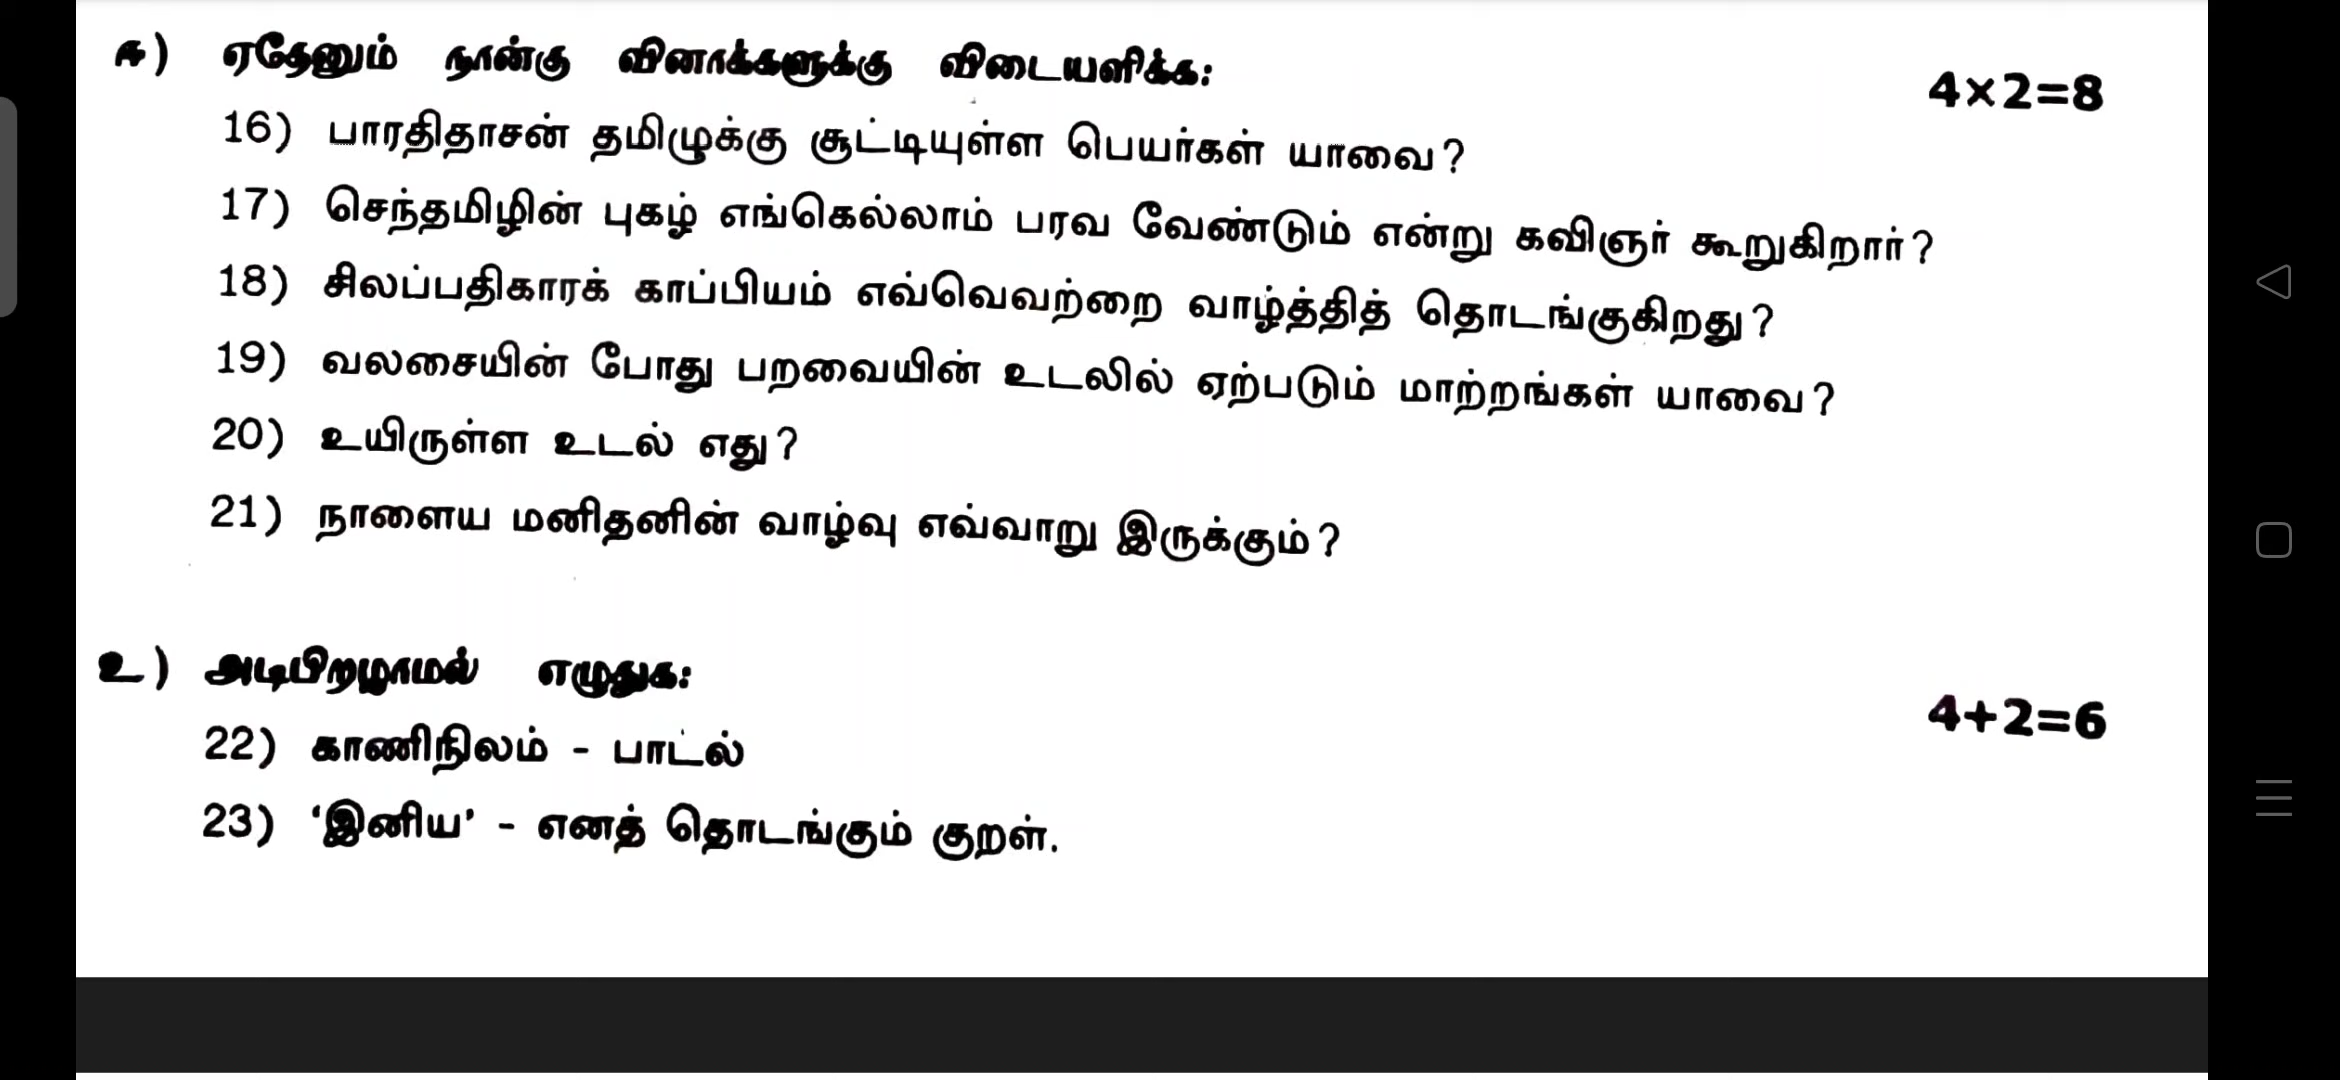 ஈ) ஏதேனும் நான்கு வினாக்களுக்கு விடையளிக்க:
4×2=8
16) பாரதிதாசன் தமிழுக்கு சூட்டியுள்ள பெயர்கள் யாவை?
17) செந்தமிழின் புகழ் எங்கெல்லாம் பரவ வேண்டும் என்று கவிஞர் கூறுகிறார்?
18) சிலப்பதிகாரக் காப்பியம் எவ்வெவற்றை வாழ்த்தித் தொடங்குகிறது?
19) வலசையின் போது பறவையின் உடலில் ஏற்படும் மாற்றங்கள் யாவை?
20) உயிருள்ள உடல் எது?
21) நாளைய மனிதனின் வாழ்வு எவ்வாறு இருக்கும்?
உ) அடிபிறழாமல் எழுதுக:
4+2=6
22) காணிநிலம் - பாடல்
23) ‘இனிய’ - எனத் தொடங்கும் குறள்.